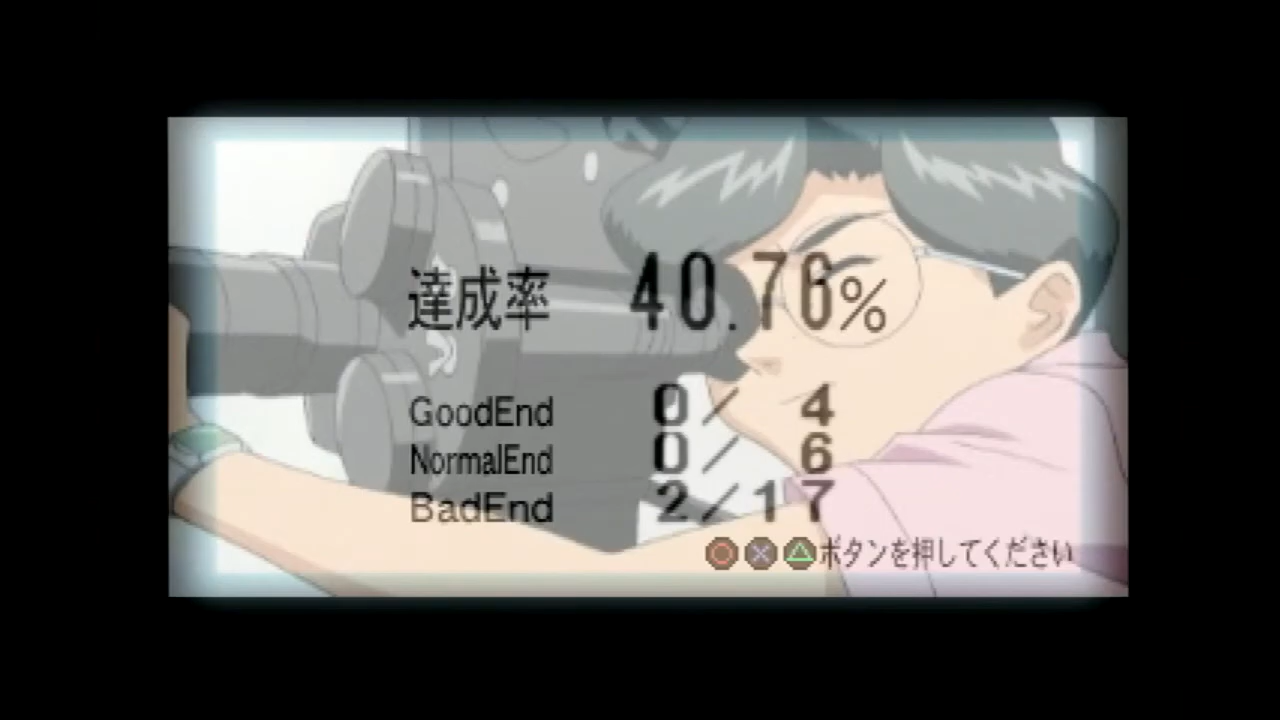 達成率 40.76%
GoodEnd 0/ 4
NormalEnd 0/ 6
BadEnd 2/17
ボタンを押してください